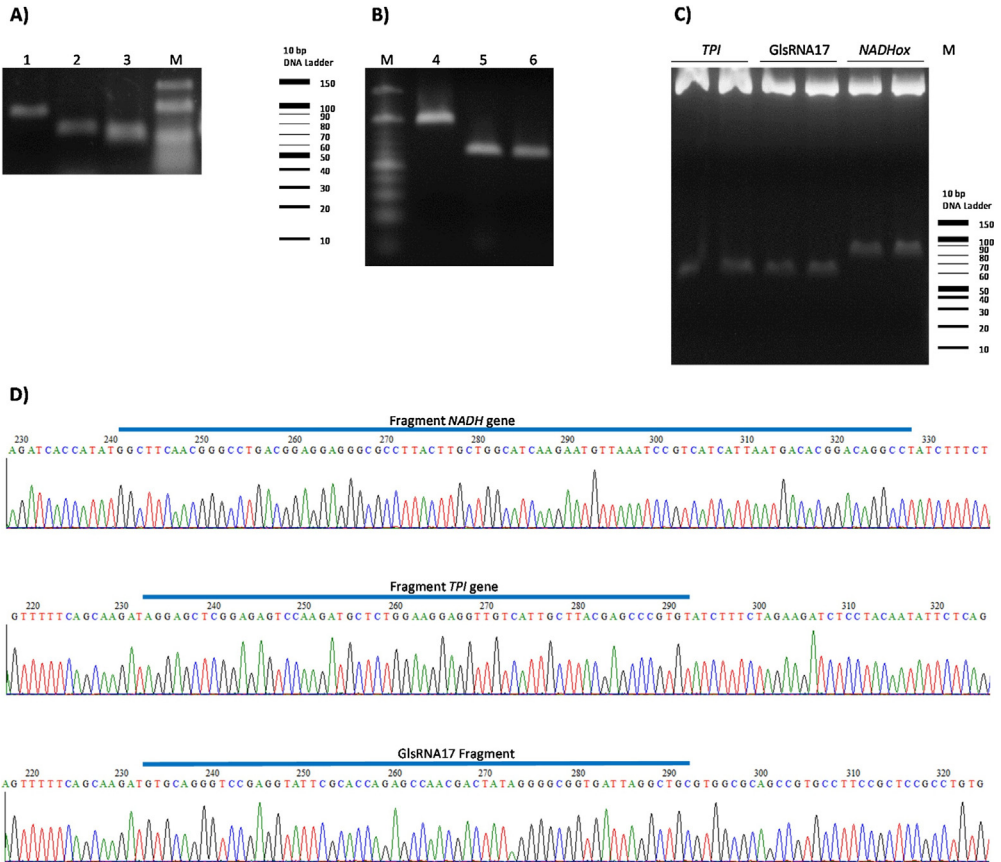 A)
1 2 3 M
10 bp
DNA Ladder
150
100
90
80
70
60
50
40
30
20
10
B)
M 4 5 6
C)
TPI GlsRNA17 NADHox M
10 bp
DNA Ladder
150
100
90
80
70
60
50
40
30
20
10
D)
Fragment NADH gene
230 240 250 260 270 280 290 300 310 320 330
AGATCACCATATGGCTTCAACGGGCCTGACGGAGGAGGGCGCCTTACTTGCTGGCATCAAGAATGTTAAATCCGTCATCATTAATGACACGGACAGGCCTATCTTTCT
Fragment TPI gene
220 230 240 250 260 270 280 290 300 310 320
GTTTTTCAGCAAGATAGGAGCTCGGAGAGTCCAAGATGCTCTGGAAGGAGGTTGTCATTGCTTACGAGCCCGTGTATCTTTCTAGAAGATCTCCTACAATATTCTCAG
GlsRNA17 Fragment
220 230 240 250 260 270 280 290 300 310 320
AGTTTTTCAGCAAGATGTGCAGGGTCCGAGGTATTCGCACCAGAGCCAACGACTATAGGGGCGGTGATTAGGCTGCGTGGCGCAGCCGTGCCTTCCGCTCCGCCTGTG